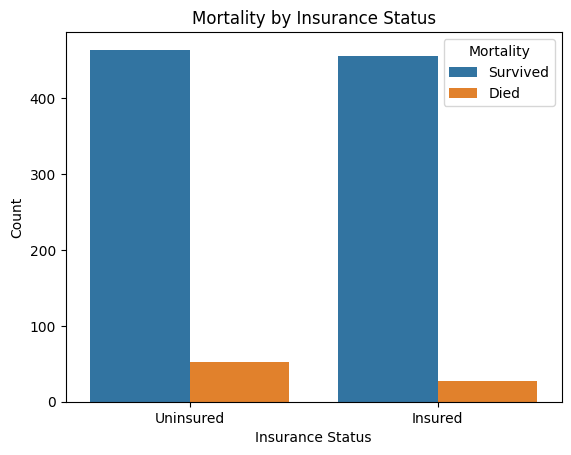 Mortality by Insurance Status
Mortality
Survived
Died
400
300
200
100
0
Count
Uninsured
Insured
Insurance Status